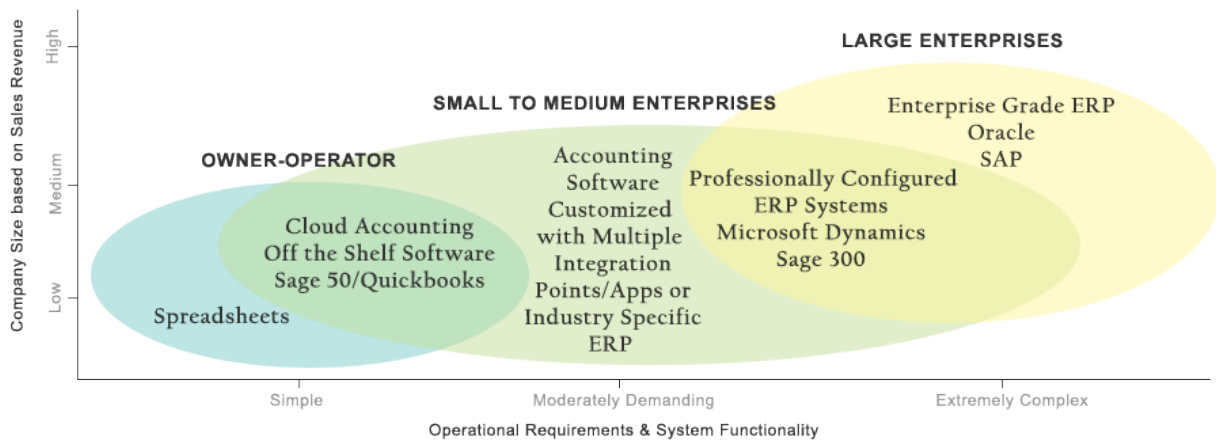 Company Size based on Sales Revenue
High
Medium
Low
LARGE ENTERPRISES
Enterprise Grade ERP
Oracle
SAP
SMALL TO MEDIUM ENTERPRISES
Accounting
Software
Customized
with Multiple
Integration
Points/Apps or
Industry Specific
ERP
Professionally Configured
ERP Systems
Microsoft Dynamics
Sage 300
OWNER-OPERATOR
Cloud Accounting
Off the Shelf Software
Sage 50/Quickbooks
Spreadsheets
Simple
Moderately Demanding
Extremely Complex
Operational Requirements & System Functionality